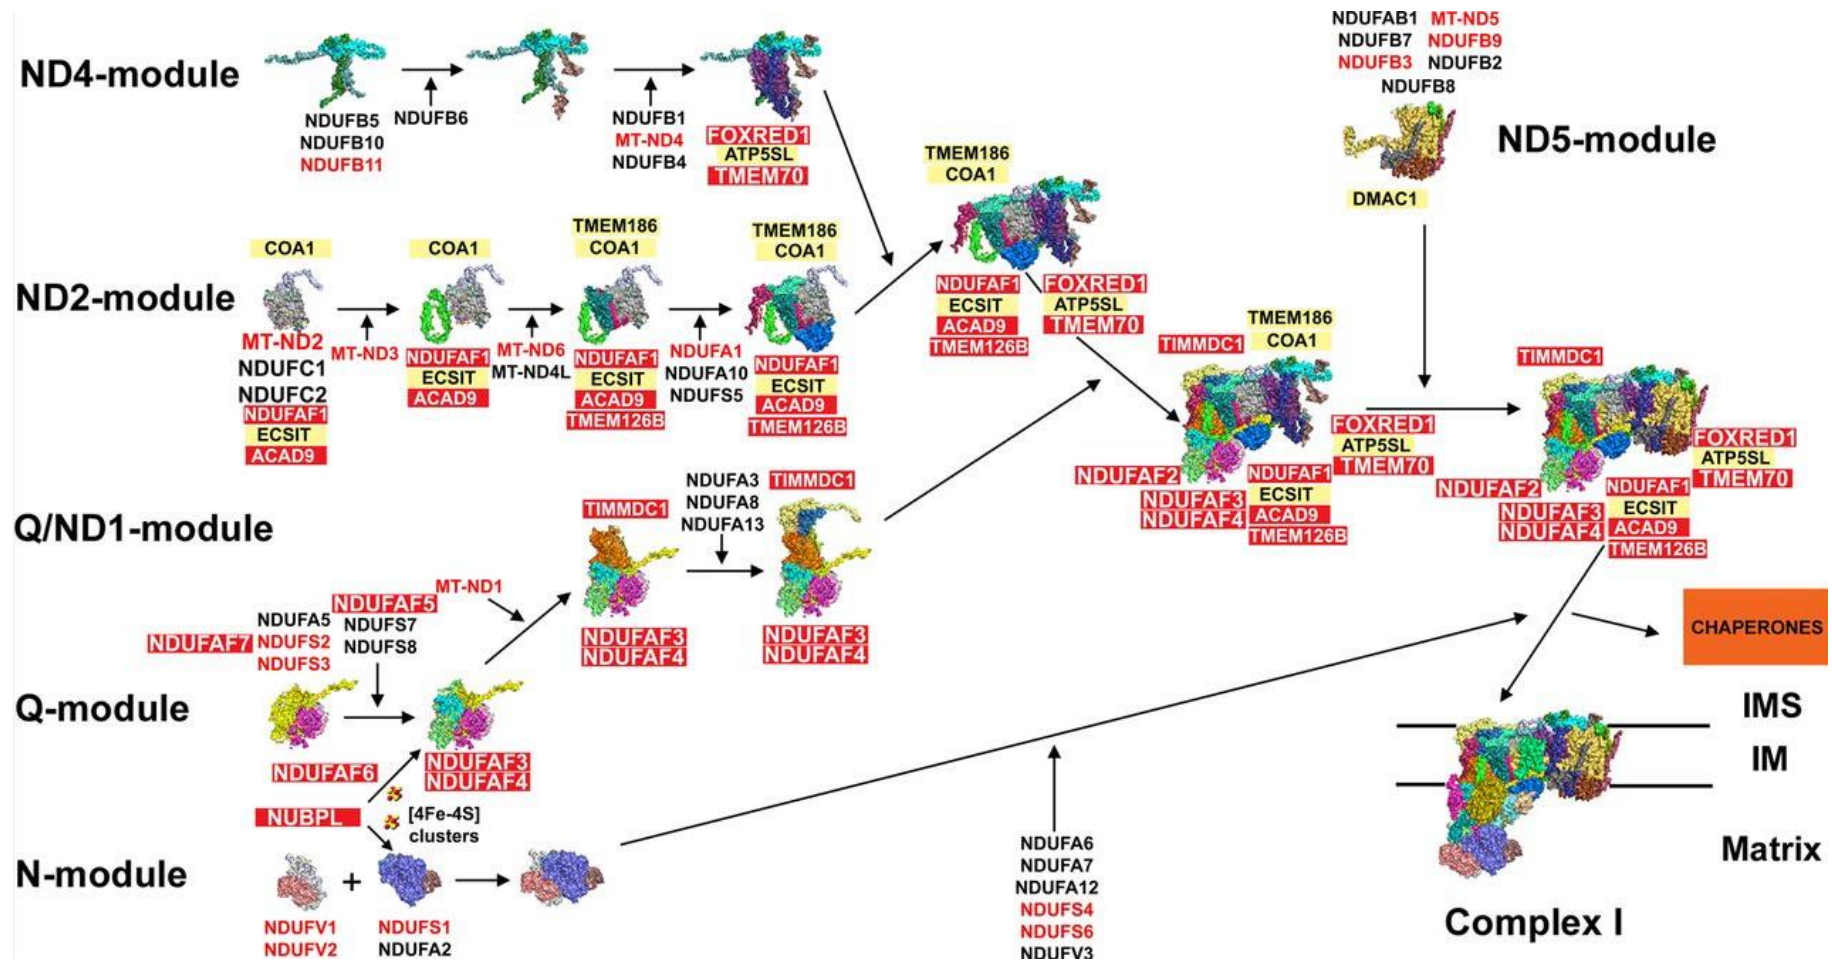 ND4-module
NDUFB5
NDUFB10
NDUFB11
NDUFB6
NDUFB1
MT-ND4
NDUFB4
FOXRED1
ATP5SL
TMEM70
NDUFAB1 MT-ND5
NDUFB7 NDUFB9
NDUFB3 NDUFB2
NDUFB8
ND5-module
DMAC1
ND2-module
COA1
MT-ND2
NDUFC1
NDUFC2
NDUFAF1
ECSIT
ACAD9
MT-ND3
COA1
NDUFAF1
ECSIT
ACAD9
MT-ND6
MT-ND4L
TMEM186
COA1
NDUFAF1
ECSIT
ACAD9
TMEM126B
NDUFA1
NDUFA10
NDUFS5
TMEM186
COA1
NDUFAF1
ECSIT
ACAD9
TMEM126B
TMEM186
COA1
NDUFAF1
ECSIT
ACAD9
TMEM126B
FOXRED1
ATP5SL
TMEM70
TIMMDC1
TMEM186
COA1
NDUFAF2
NDUFAF3
NDUFAF4
NDUFAF1
ECSIT
ACAD9
TMEM126B
FOXRED1
ATP5SL
TMEM70
TIMMDC1
NDUFAF2
NDUFAF3
NDUFAF4
NDUFAF1
ECSIT
ACAD9
TMEM126B
FOXRED1
ATP5SL
TMEM70
Q/ND1-module
MT-ND1
TIMMDC1
NDUFAF3
NDUFAF4
NDUFA3
NDUFA8
NDUFA13
TIMMDC1
NDUFAF3
NDUFAF4
Q-module
NDUFAF7
NDUFA5
NDUFS2
NDUFS3
NDUFAF5
NDUFS7
NDUFS8
NDUFAF6
NDUFAF3
NDUFAF4
NUBPL
[4Fe-4S]
clusters
N-module
+
NDUFV1
NDUFV2
NDUFS1
NDUFA2
NDUFA6
NDUFA7
NDUFA12
NDUFS4
NDUFS6
NDUFV3
CHAPERONES
IMS
IM
Matrix
Complex I